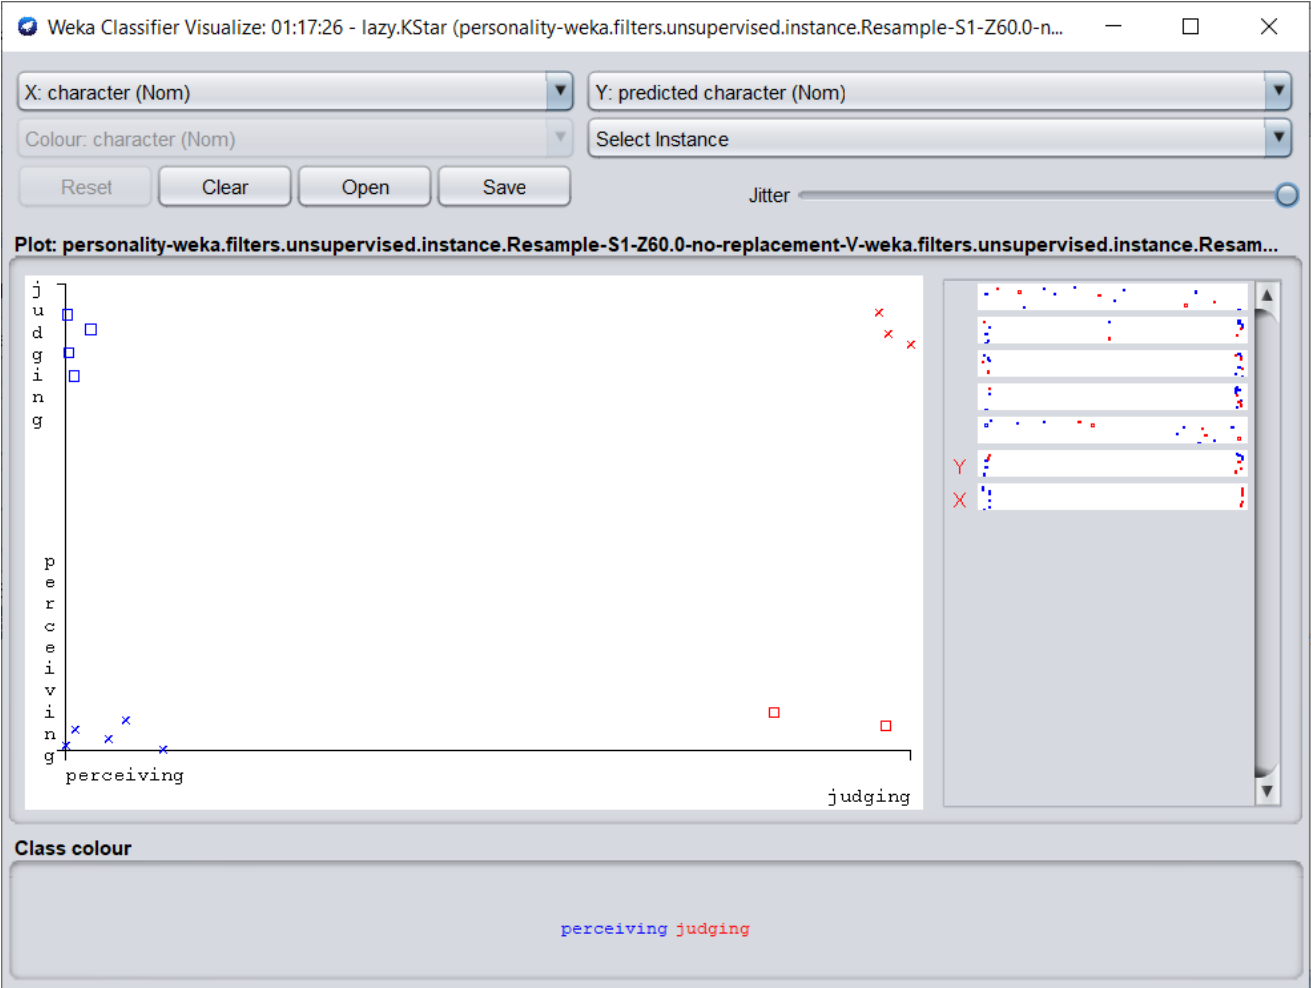 Weka Classifier Visualize: 01:17:26 - lazy.KStar (personality-weka.filters.unsupervised.instance.Resample-S1-Z60.0-n...
X: character (Nom)
Y: predicted character (Nom)
Colour: character (Nom)
Select Instance
Reset
Clear
Open
Save
Jitter
Plot: personality-weka.filters.unsupervised.instance.Resample-S1-Z60.0-no-replacement-V-weka.filters.unsupervised.instance.Resam...
judging
perceiving
perceiving
judging
Y
X
Class colour
perceiving judging